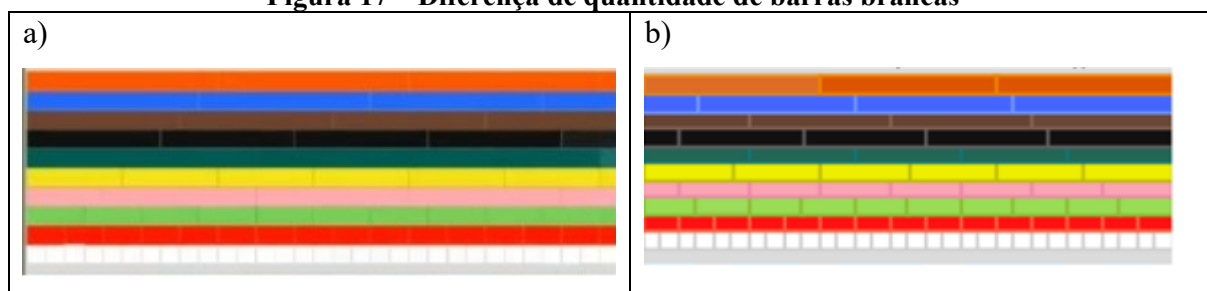 Figura 17 – Diferença de quantidade de barras brancas
a)
b)